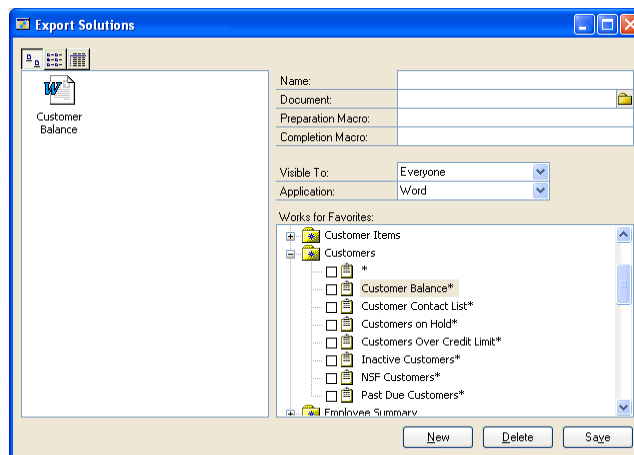 Export Solutions
Customer
Balance
Name:
Document:
Preparation Macro:
Completion Macro:
Visible To: Everyone
Application: Word
Works for Favorites:
Customer Items
Customers
*
Customer Balance*
Customer Contact List*
Customers on Hold*
Customers Over Credit Limit*
Inactive Customers*
NSF Customers*
Past Due Customers*
Employee Summary
New Delete Save